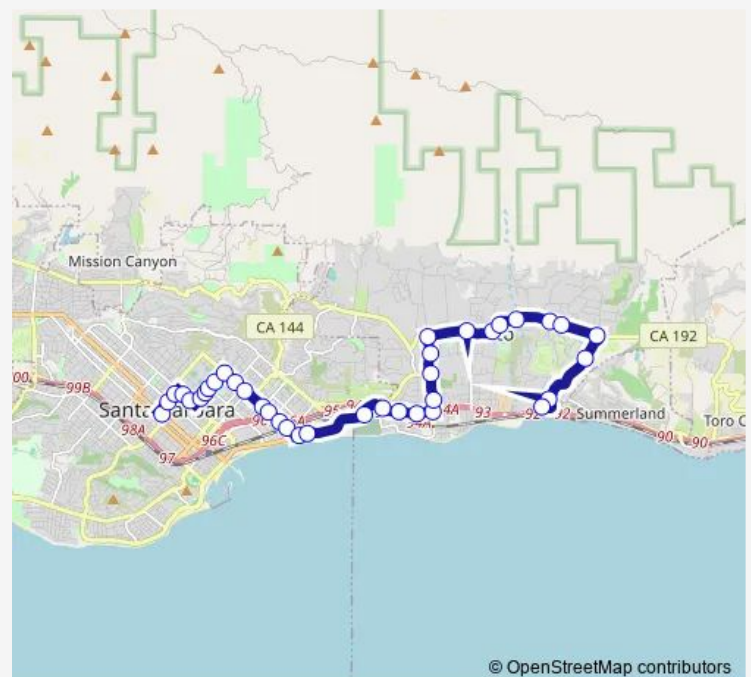 Mission Canyon
CA 144
CA 192
99B
Santa Barbara
98A
96C
97
94A
93
92
Summerland
Toro C
90
90
© OpenStreetMap contributors